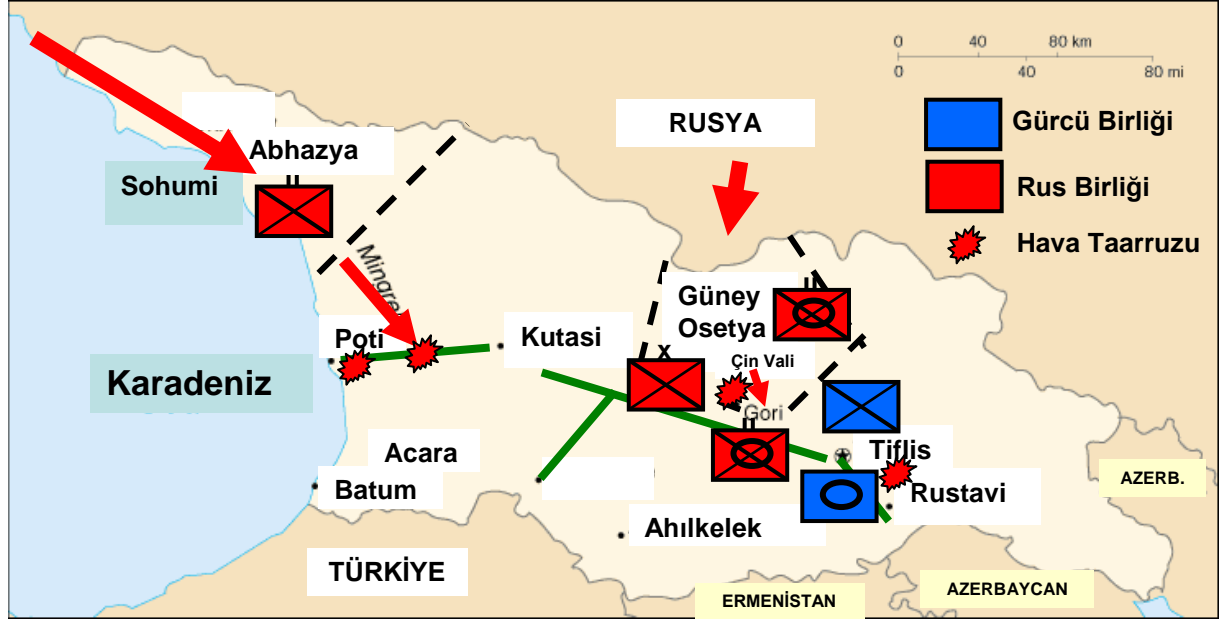 0 40 80 km
0 40 80 mi
RUSYA
Gürcü Birliği
Abhazya
Sohumi
Rus Birliği
Hava Taarruzu
Güney
Osetya
Poti
Kutasi
X
Çin Vali
Karadeniz
Gori
Acara
Tiflis
Batum
Rustavi
AZERB.
Ahılkelek
TÜRKİYE
AZERBAYCAN
ERMENİSTAN